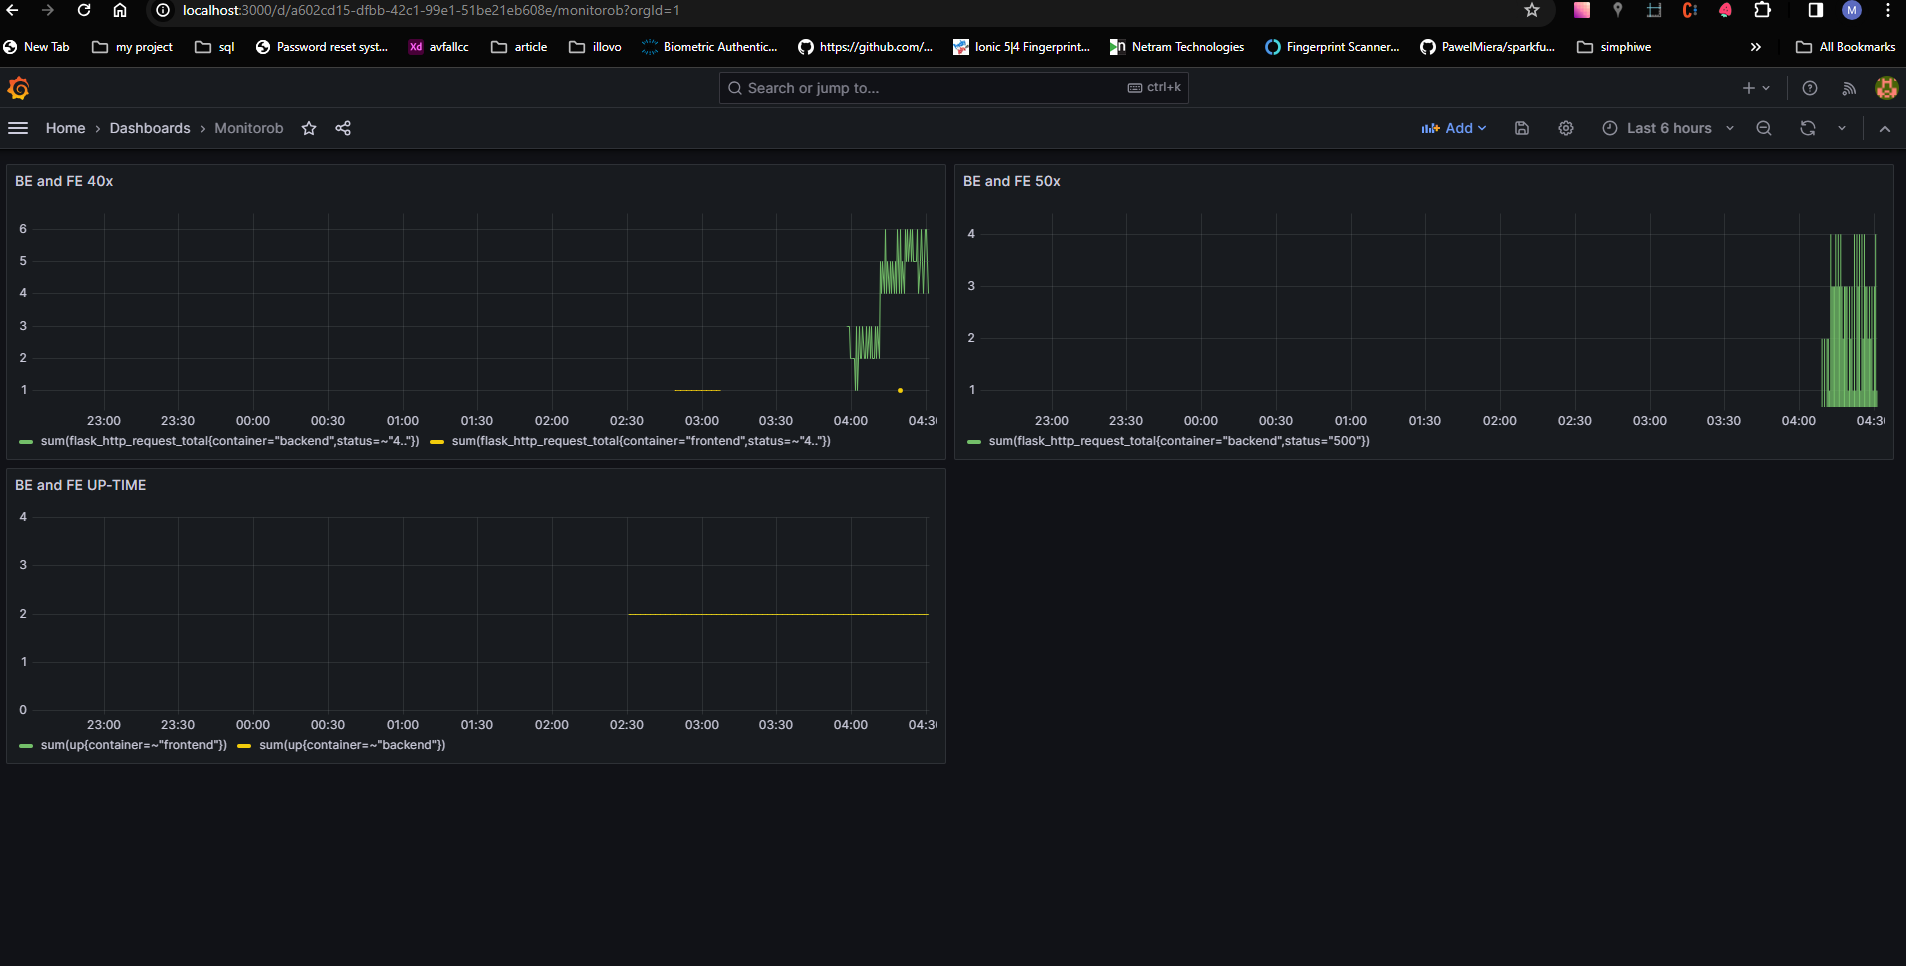 localhost:3000/d/a602cd15-dfbb-42c1-99e1-51be21eb608e/monitorob?orgId=1
M
New Tab my project sql Password reset syst... Xd avfallcc article illovo Biometric Authentic... https://github.com/... Ionic 5|4 Fingerprint... n Netram Technologies Fingerprint Scanner... PawelMiera/sparkfu... simphiwe » All Bookmarks
Search or jump to... ctrl+k
Home › Dashboards › Monitorob Add Last 6 hours
BE and FE 40x
6
5
4
3
2
1
23:00 23:30 00:00 00:30 01:00 01:30 02:00 02:30 03:00 03:30 04:00 04:30
sum(flask_http_request_total{container="backend",status=~"4.."}) sum(flask_http_request_total{container="frontend",status=~"4.."})
BE and FE 50x
4
3
2
1
23:00 23:30 00:00 00:30 01:00 01:30 02:00 02:30 03:00 03:30 04:00 04:30
sum(flask_http_request_total{container="backend",status="500"})
BE and FE UP-TIME
4
3
2
1
0
23:00 23:30 00:00 00:30 01:00 01:30 02:00 02:30 03:00 03:30 04:00 04:30
sum(up{container=~"frontend"}) sum(up{container=~"backend"})